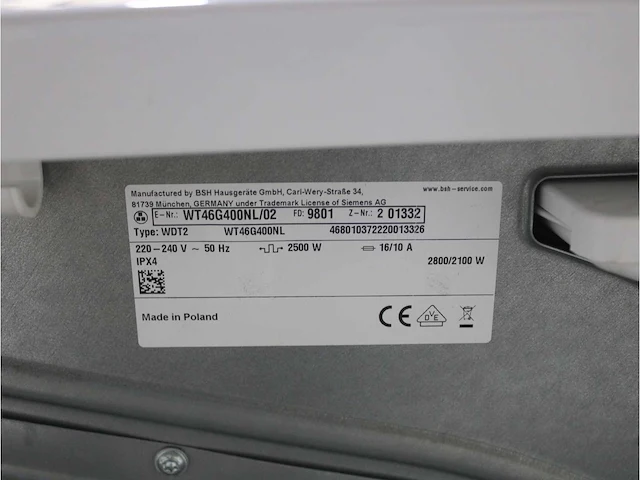 Manufactured by BSH Hausgeräte GmbH, Carl-Wery-Straße 34,
81739 München, GERMANY under Trademark License of Siemens AG
www.bsh-service.com
E-Nr.: WT46G400NL/02 FD: 9801 Z-Nr.: 2 01332
Type: WDT2 WT46G400NL 468010372220013326
220-240 V ~ 50 Hz 2500 W 16/10 A
IPX4 2800/2100 W
Made in Poland CE DVE